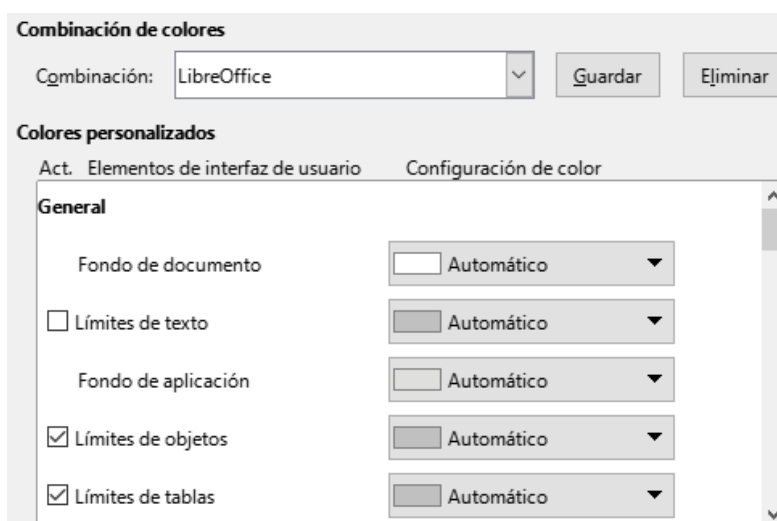 Combinación de colores
Combinación: LibreOffice Guardar Eliminar
Colores personalizados
Act. Elementos de interfaz de usuario Configuración de color
General
Fondo de documento Automático
Límites de texto Automático
Fondo de aplicación Automático
Límites de objetos Automático
Límites de tablas Automático